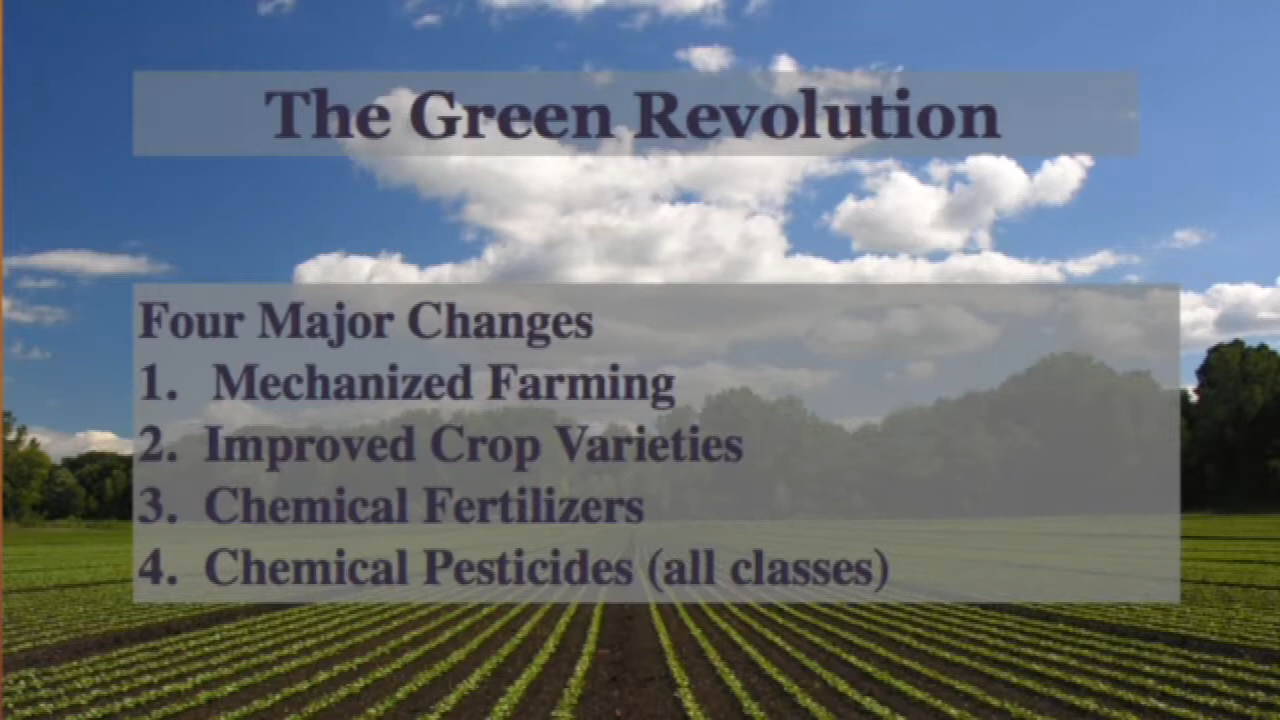 The Green Revolution
Four Major Changes
1. Mechanized Farming
2. Improved Crop Varieties
3. Chemical Fertilizers
4. Chemical Pesticides (all classes)